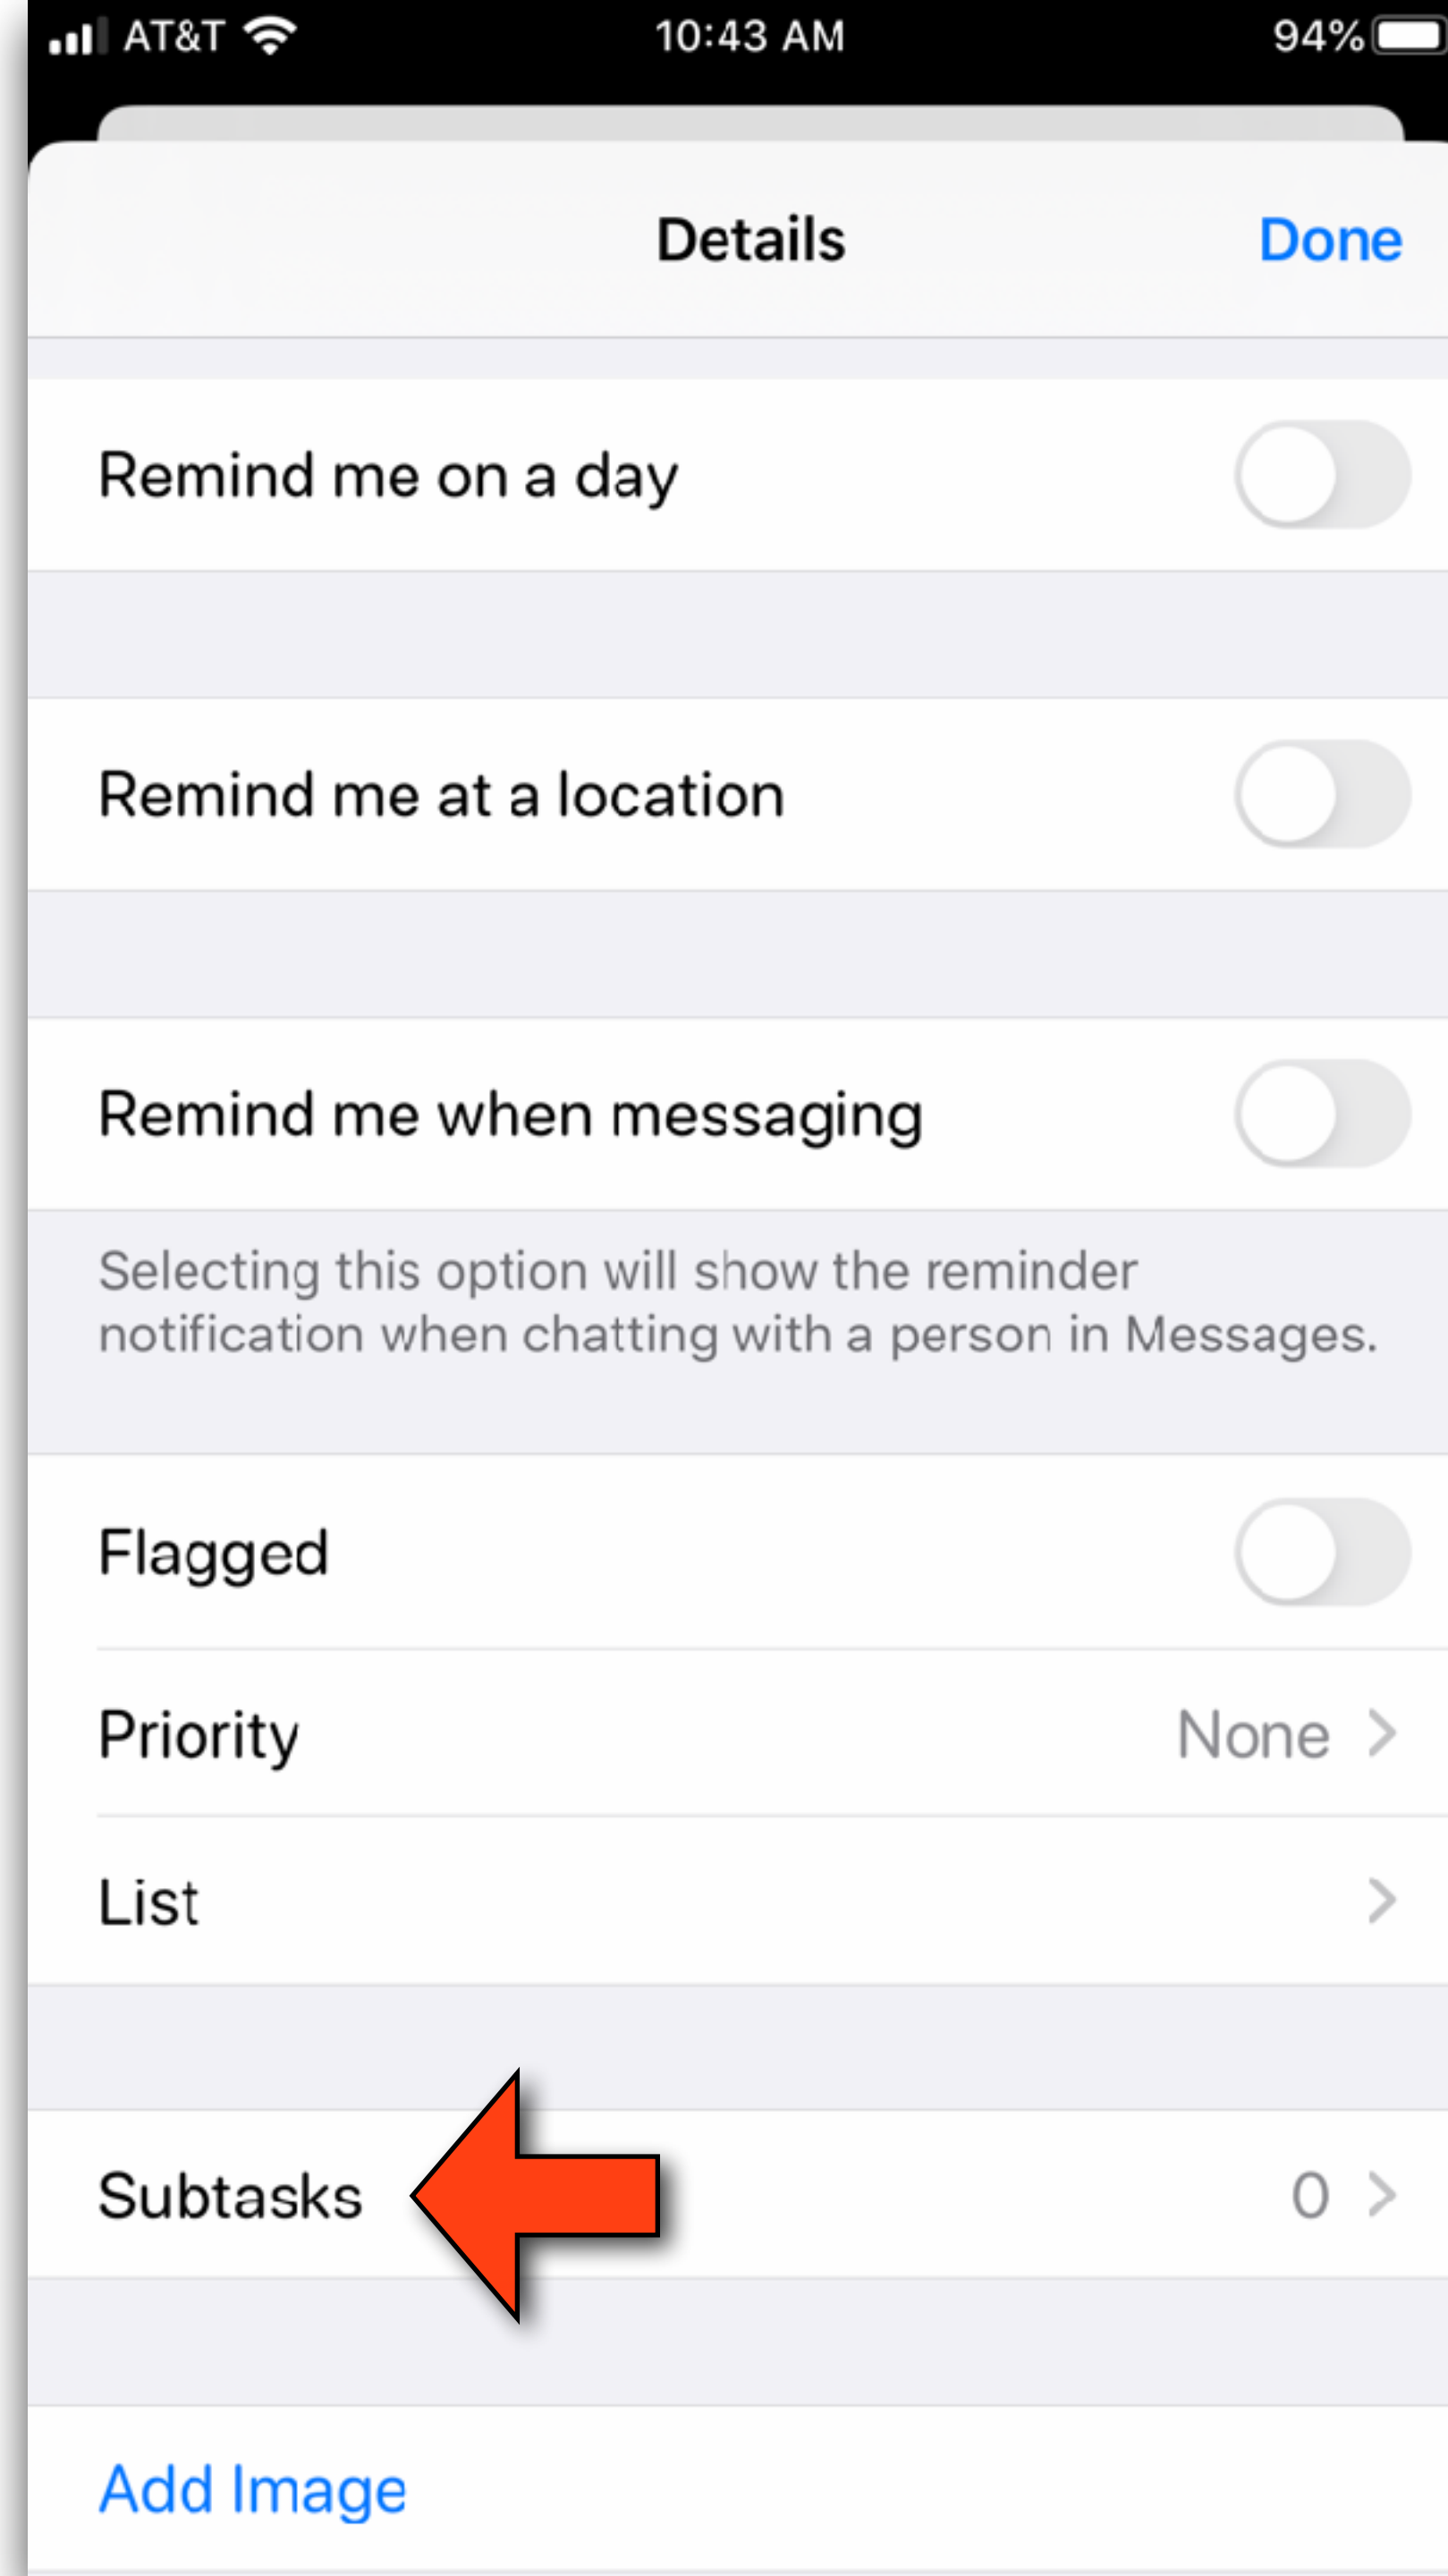 AT&T 10:43 AM 94%
Details Done
Remind me on a day
Remind me at a location
Remind me when messaging
Selecting this option will show the reminder
notification when chatting with a person in Messages.
Flagged
Priority None
List
Subtasks 0
Add Image